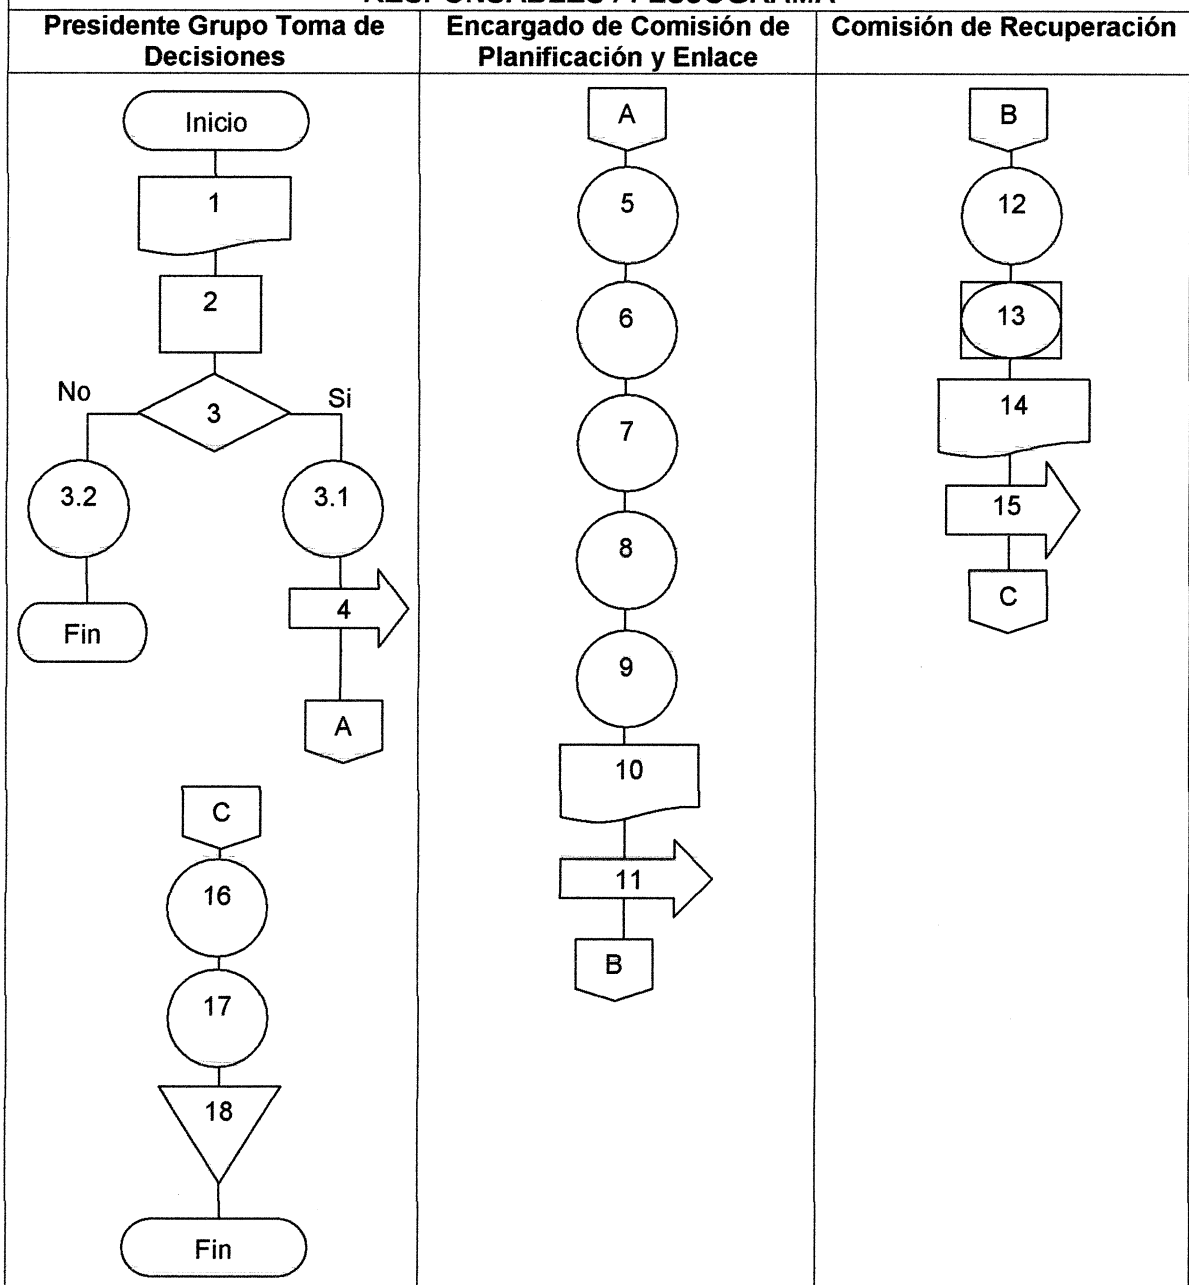 Presidente Grupo Toma de
Decisiones
Encargado de Comisión de
Planificación y Enlace
Comisión de Recuperación
Inicio
1
2
No
3
Si
3.2
3.1
Fin
4
A
C
16
17
18
Fin
A
5
6
7
8
9
10
11
B
B
12
13
14
15
C